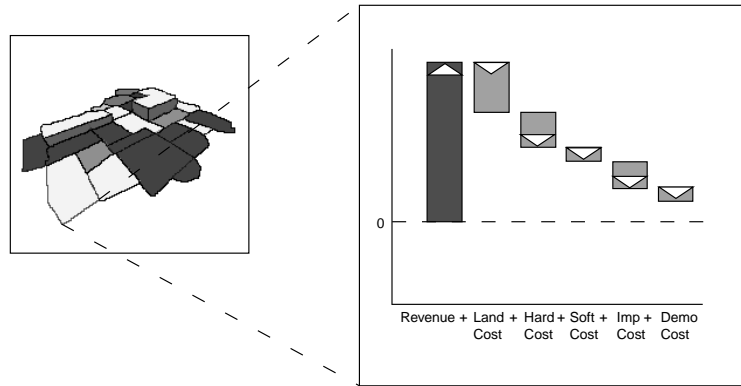 0
Revenue + Land + Hard + Soft + Imp + Demo
Cost Cost Cost Cost Cost